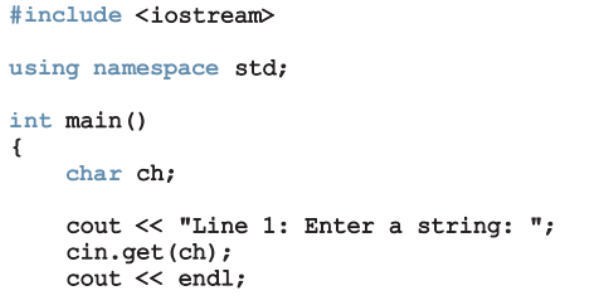 #include <iostream>
using namespace std;
int main()
{
char ch;
cout << "Line 1: Enter a string: ";
cin.get(ch);
cout << endl;